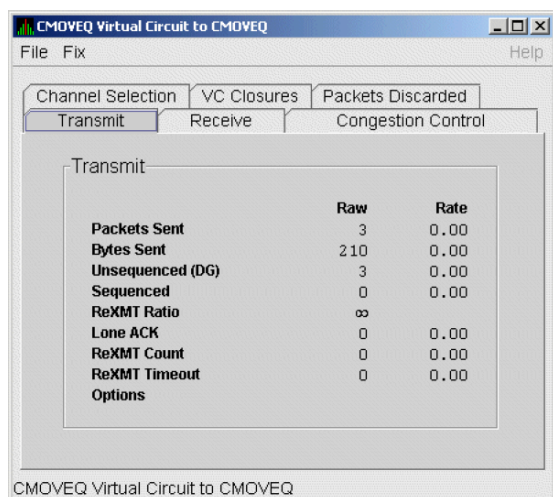 CMOVEQ Virtual Circuit to CMOVEQ
File Fix Help
Channel Selection VC Closures Packets Discarded
Transmit Receive Congestion Control
Transmit
Raw Rate
Packets Sent 3 0.00
Bytes Sent 210 0.00
Unsequenced (DG) 3 0.00
Sequenced 0 0.00
ReXMT Ratio ∞
Lone ACK 0 0.00
ReXMT Count 0 0.00
ReXMT Timeout 0 0.00
Options
CMOVEQ Virtual Circuit to CMOVEQ